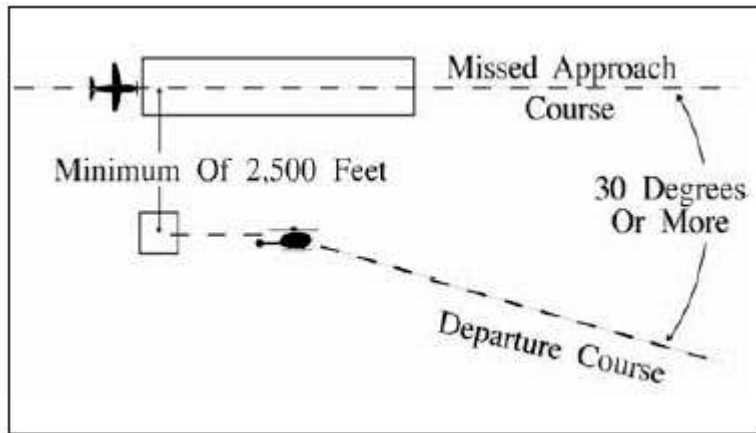 Missed Approach
Course
Minimum Of 2,500 Feet
30 Degrees
Or More
Departure Course